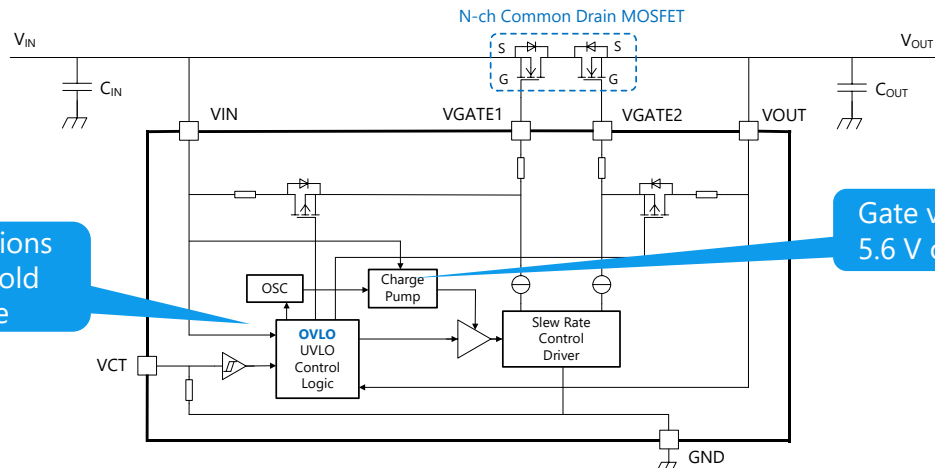 N-ch Common Drain MOSFET
VIN
VOUT
S
S
G
G
CIN
COUT
VIN
VGATE1
VGATE2
VOUT
ions
old
e
Gate v
5.6 V
OSC
Charge
Pump
OVLO
UVLO
Control
Logic
Slew Rate
Control
Driver
VCT
GND